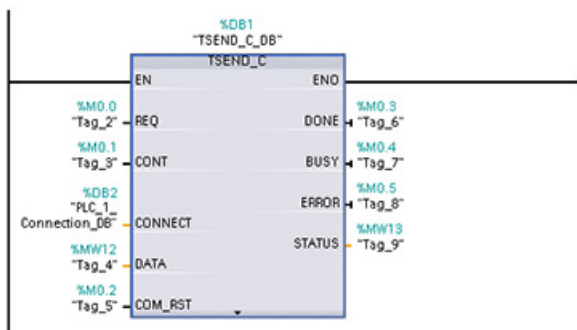 %DB1
"TSEND_C_DB"
TSEND_C
EN ENO
%M0.0
"Tag_2" REQ
%M0.1
"Tag_3" CONT
%DB2
"PLC_1_
Connection_DB" CONNECT
%MW12
"Tag_4" DATA
%M0.2
"Tag_5" COM_RST
%M0.3
DONE "Tag_6"
%M0.4
BUSY "Tag_7"
%M0.5
ERROR "Tag_8"
%MW13
STATUS "Tag_9"